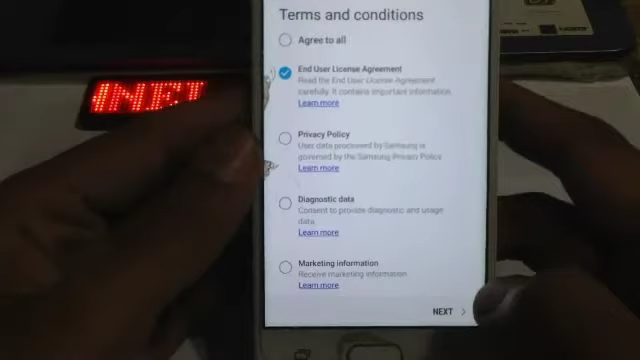 Terms and conditions
Agree to all
End User License Agreement
Read the End User License Agreement
carefully. It contains important information.
Learn more
Privacy Policy
User data processed by Samsung is
governed by the Samsung Privacy Policy
Learn more
Diagnostic data
Consent to provide diagnostic and usage
data.
Learn more
Marketing information
Receive marketing information
Learn more
NEXT